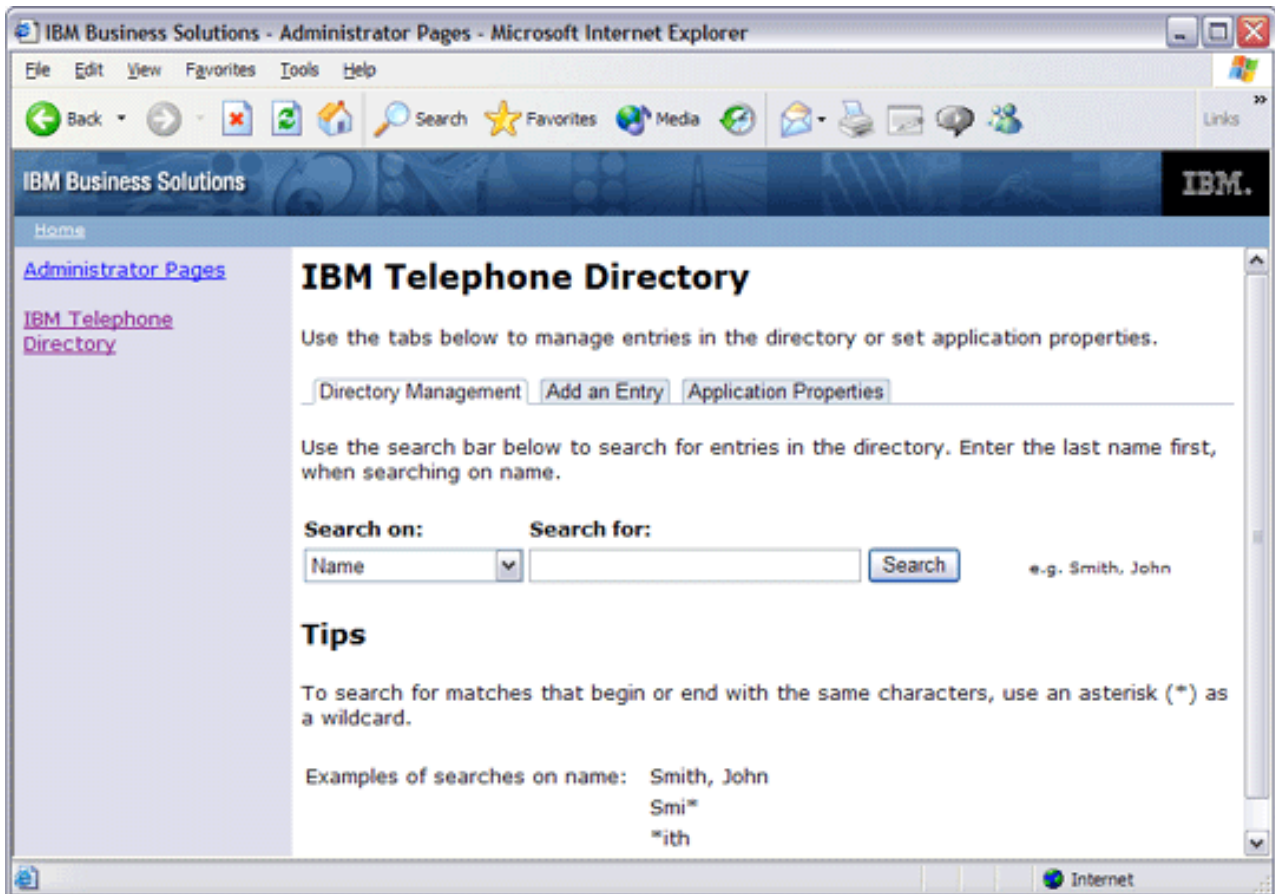 IBM Business Solutions - Administrator Pages - Microsoft Internet Explorer
File Edit View Favorites Tools Help
Back Search Favorites Media Links
IBM Business Solutions IBM.
Home
Administrator Pages
IBM Telephone
Directory
IBM Telephone Directory
Use the tabs below to manage entries in the directory or set application properties.
Directory Management Add an Entry Application Properties
Use the search bar below to search for entries in the directory. Enter the last name first,
when searching on name.
Search on: Search for:
Name Search e.g. Smith, John
Tips
To search for matches that begin or end with the same characters, use an asterisk (*) as
a wildcard.
Examples of searches on name: Smith, John
Smi*
*ith
Internet